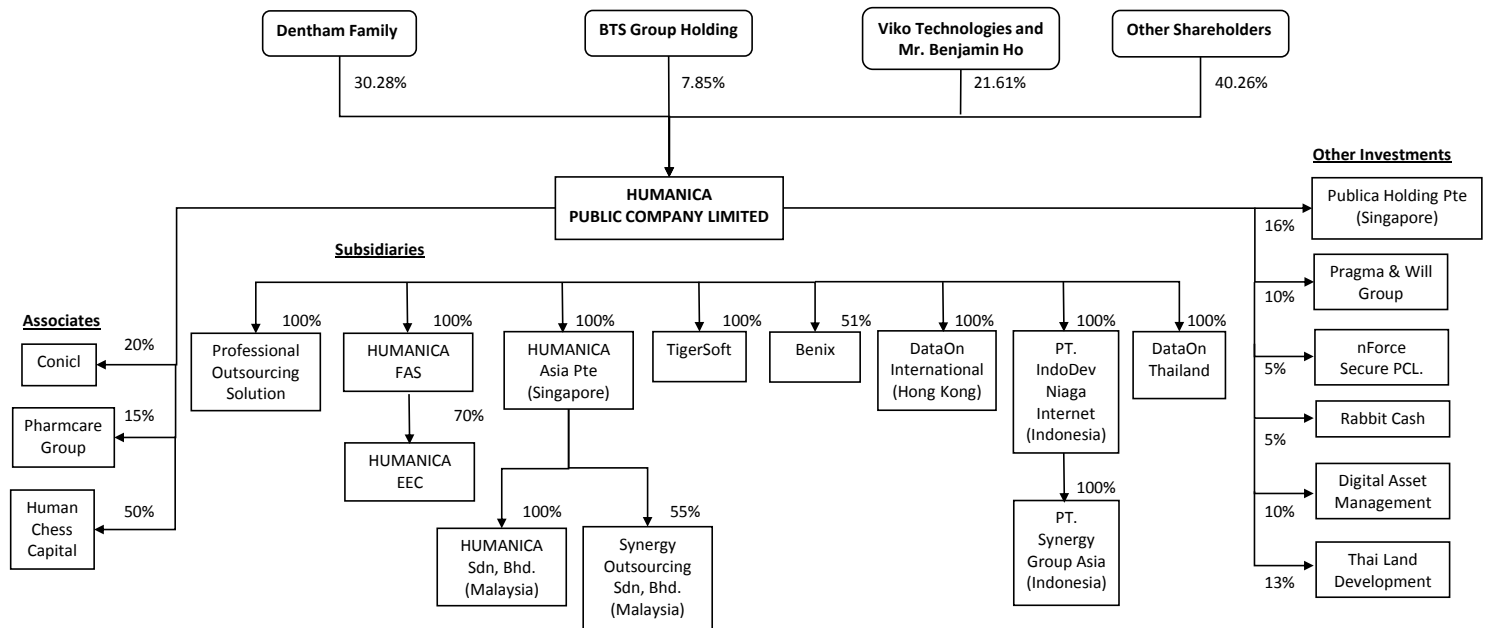 Dentham Family
BTS Group Holding
Viko Technologies and
Mr. Benjamin Ho
Other Shareholders
30.28%
7.85%
21.61%
40.26%
HUMANICA
PUBLIC COMPANY LIMITED
Other Investments
Publica Holding Pte
(Singapore)
16%
Pragma & Will
Group
10%
nForce
Secure PCL.
5%
Rabbit Cash
5%
Digital Asset
Management
10%
Thai Land
Development
13%
Subsidiaries
100%
Professional
Outsourcing
Solution
100%
HUMANICA
FAS
70%
HUMANICA
EEC
100%
HUMANICA
Asia Pte
(Singapore)
100%
HUMANICA
Sdn, Bhd.
(Malaysia)
55%
Synergy
Outsourcing
Sdn, Bhd.
(Malaysia)
100%
TigerSoft
51%
Benix
100%
DataOn
International
(Hong Kong)
100%
PT.
IndoDev
Niaga
Internet
(Indonesia)
100%
PT.
Synergy
Group Asia
(Indonesia)
100%
DataOn
Thailand
Associates
20%
Conicl
15%
Pharmcare
Group
50%
Human
Chess
Capital